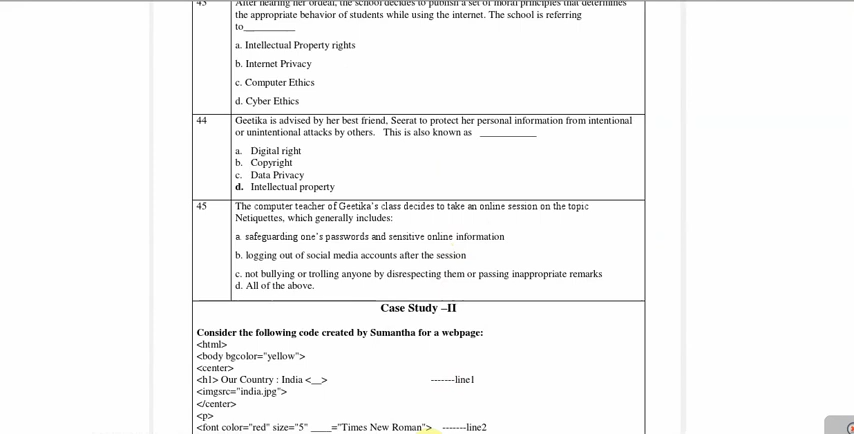 43 After hearing her ordeal, the school decides to publish a set of moral principles that determines
the appropriate behavior of students while using the internet. The school is referring
to__________
a. Intellectual Property rights
b. Internet Privacy
c. Computer Ethics
d. Cyber Ethics
44 Geetika is advised by her best friend, Seerat to protect her personal information from intentional
or unintentional attacks by others. This is also known as ___________
a. Digital right
b. Copyright
c. Data Privacy
d. Intellectual property
45 The computer teacher of Geetika's class decides to take an online session on the topic
Netiquettes, which generally includes:
a. safeguarding one's passwords and sensitive online information
b. logging out of social media accounts after the session
c. not bullying or trolling anyone by disrespecting them or passing inappropriate remarks
d. All of the above.
Case Study –II
Consider the following code created by Sumantha for a webpage:
<html>
<body bgcolor="yellow">
<center>
<h1> Our Country : India <__> -------line1
<imgsrc="india.jpg">
</center>
<p>
<font color="red" size="5" ____="Times New Roman"> -------line2